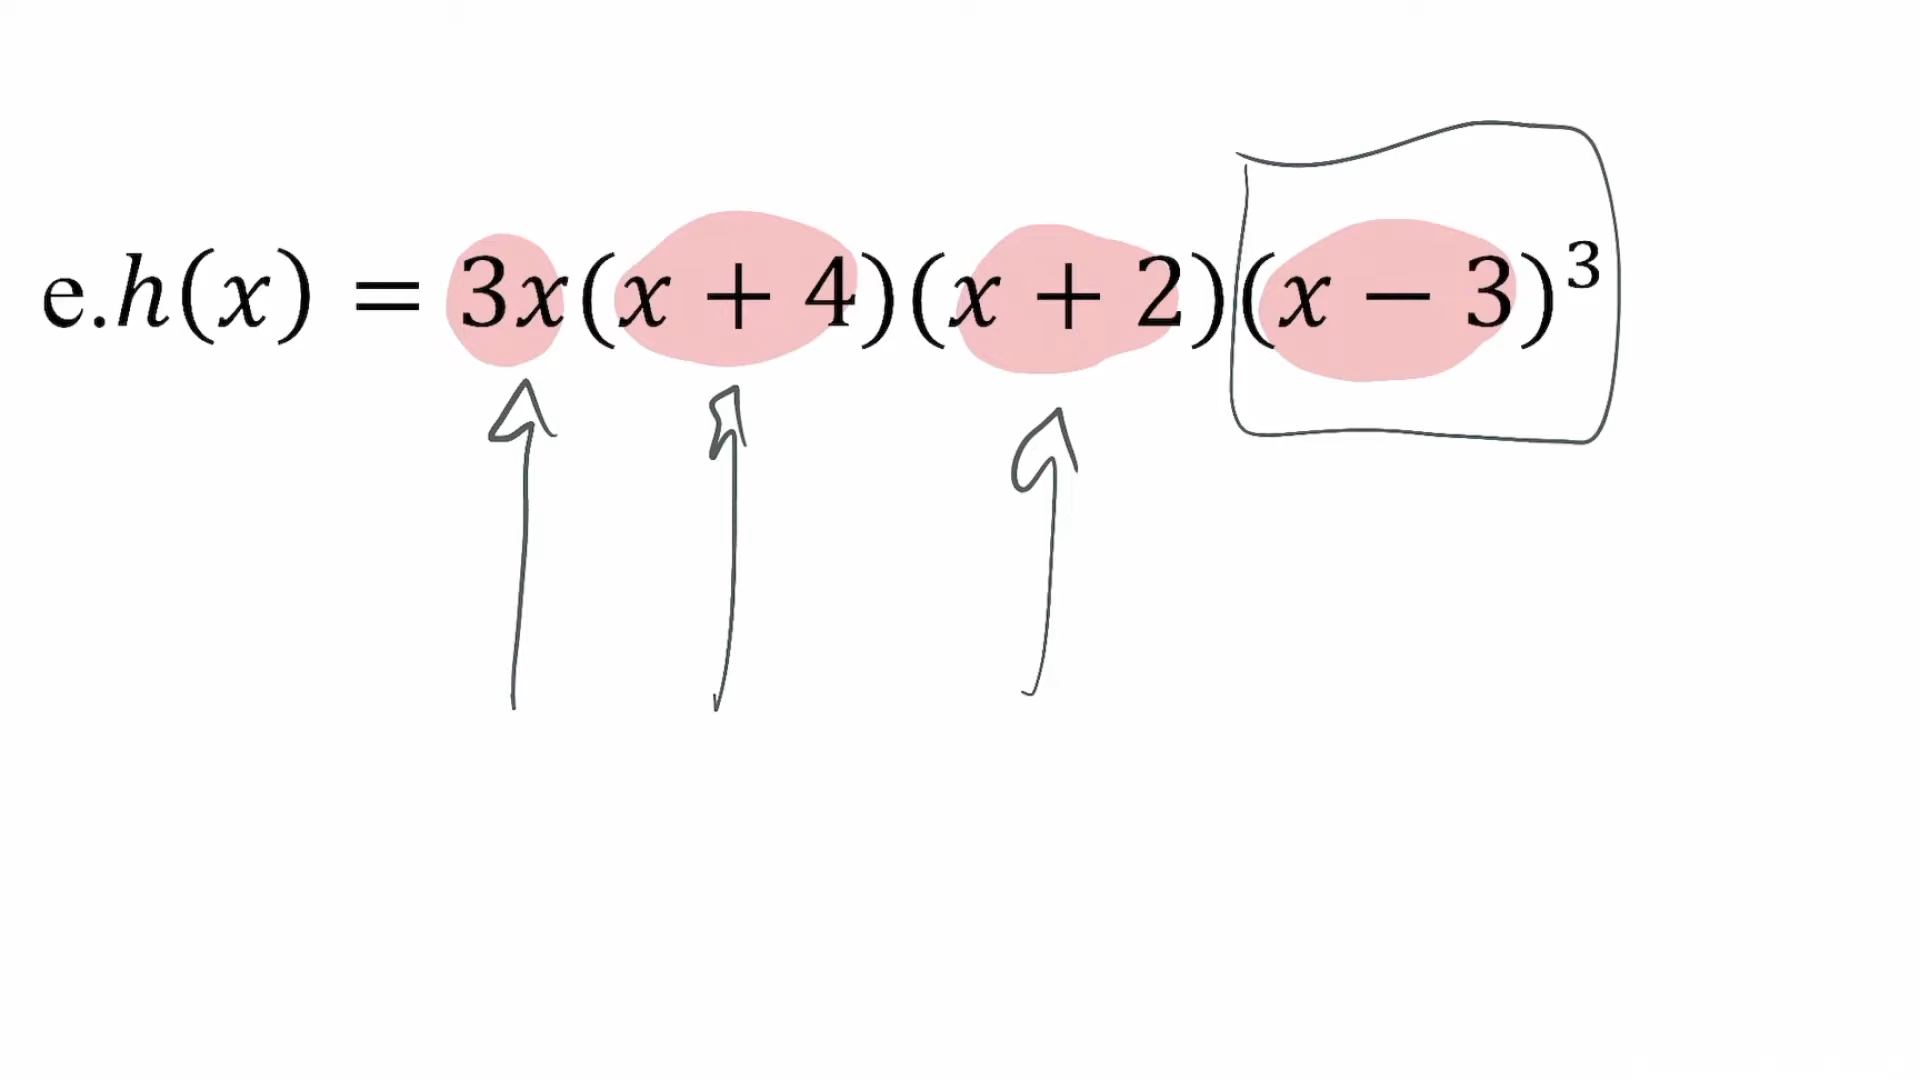 e.h(x) = 3x(x + 4)(x + 2)(x − 3)³